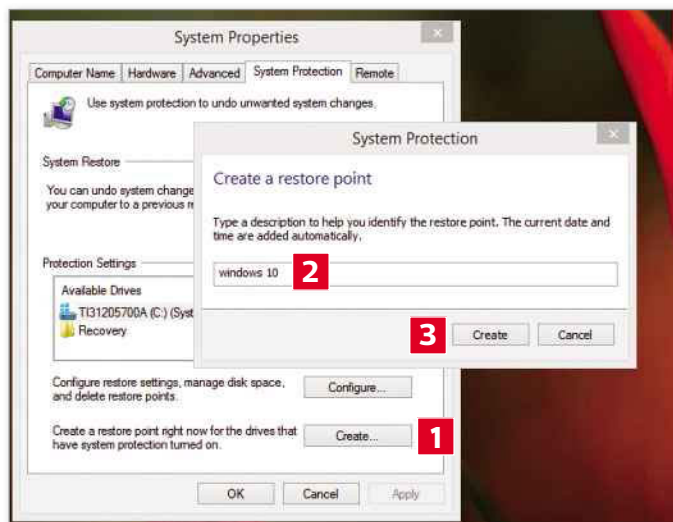 System Properties
Computer Name
Hardware
Advanced
System Protection
Remote
Use system protection to undo unwanted system changes.
System Restore
You can undo system change
your computer to a previous r
Protection Settings
Available Drives
TI31205700A (C:) (Syst
Recovery
Configure restore settings, manage disk space,
and delete restore points.
Configure...
Create a restore point right now for the drives that
have system protection turned on.
Create...
1
OK
Cancel
Apply
System Protection
Create a restore point
Type a description to help you identify the restore point. The current date and
time are added automatically.
windows 10
2
3
Create
Cancel